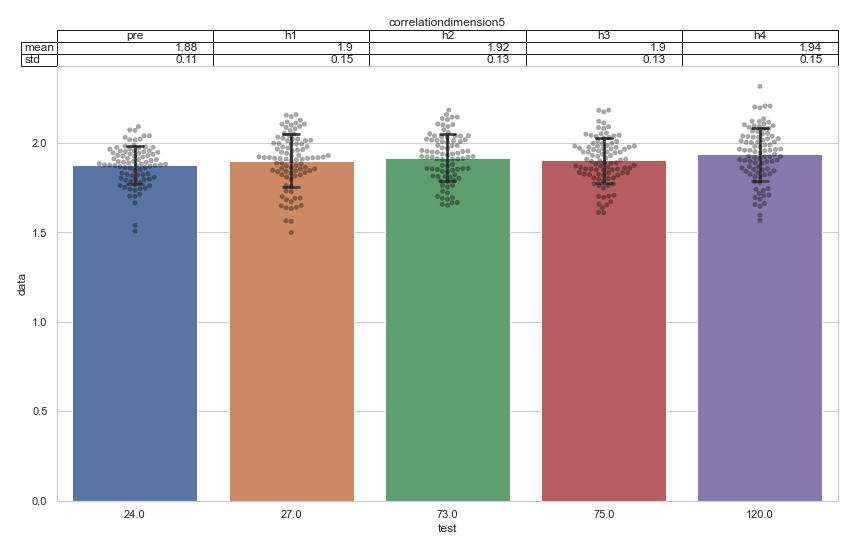 correlationdimension5
pre h1 h2 h3 h4
mean 1.88 1.9 1.92 1.9 1.94
std 0.11 0.15 0.13 0.13 0.15
2.0
1.5
1.0
0.5
0.0
data
24.0 27.0 73.0 75.0 120.0
test